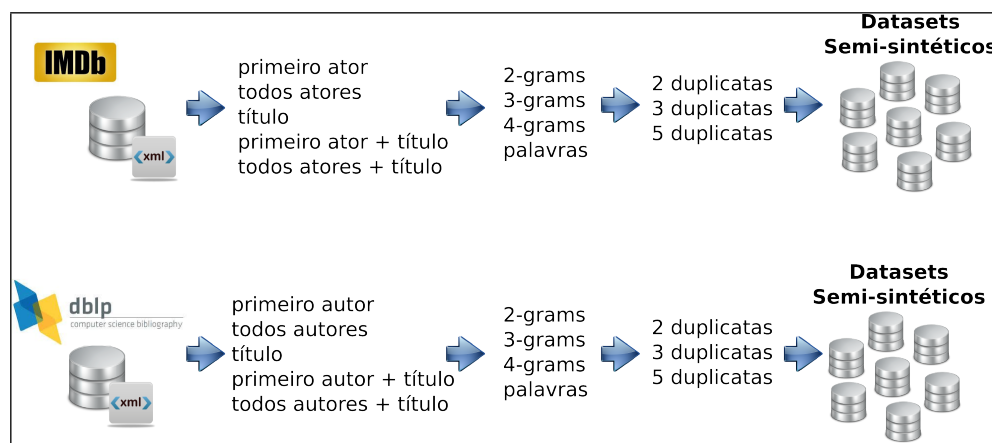 Datasets
Semi-sintéticos
IMDb
<xml>
primeiro ator
todos atores
título
primeiro ator + título
todos atores + título
2-grams
3-grams
4-grams
palavras
2 duplicatas
3 duplicatas
5 duplicatas
Datasets
Semi-sintéticos
dblp
computer science bibliography
<xml>
primeiro autor
todos autores
título
primeiro autor + título
todos autores + título
2-grams
3-grams
4-grams
palavras
2 duplicatas
3 duplicatas
5 duplicatas